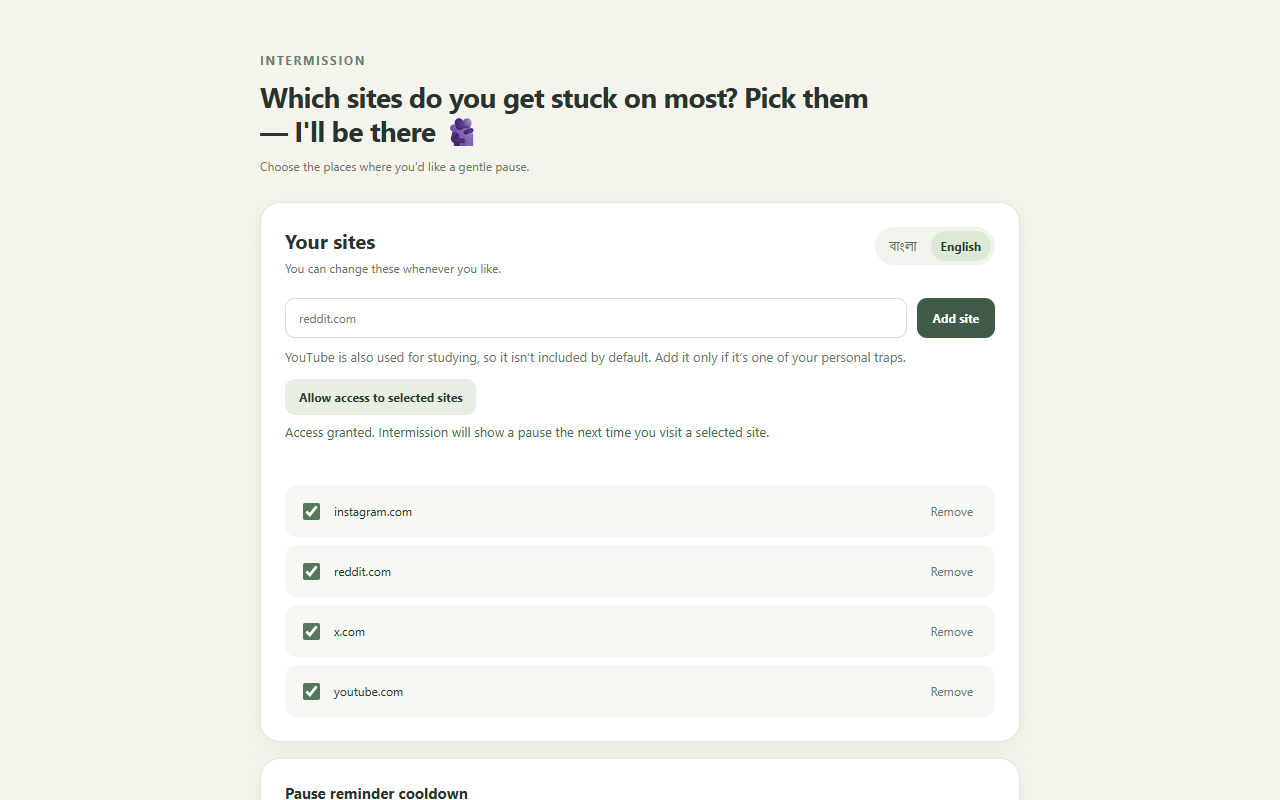 INTERMISSION
Which sites do you get stuck on most? Pick them
— I'll be there 🫂
Choose the places where you'd like a gentle pause.
Your sites
বাংলা
English
You can change these whenever you like.
reddit.com
Add site
YouTube is also used for studying, so it isn’t included by default. Add it only if it’s one of your personal traps.
Allow access to selected sites
Access granted. Intermission will show a pause the next time you visit a selected site.
instagram.com
Remove
reddit.com
Remove
x.com
Remove
youtube.com
Remove
Pause reminder cooldown